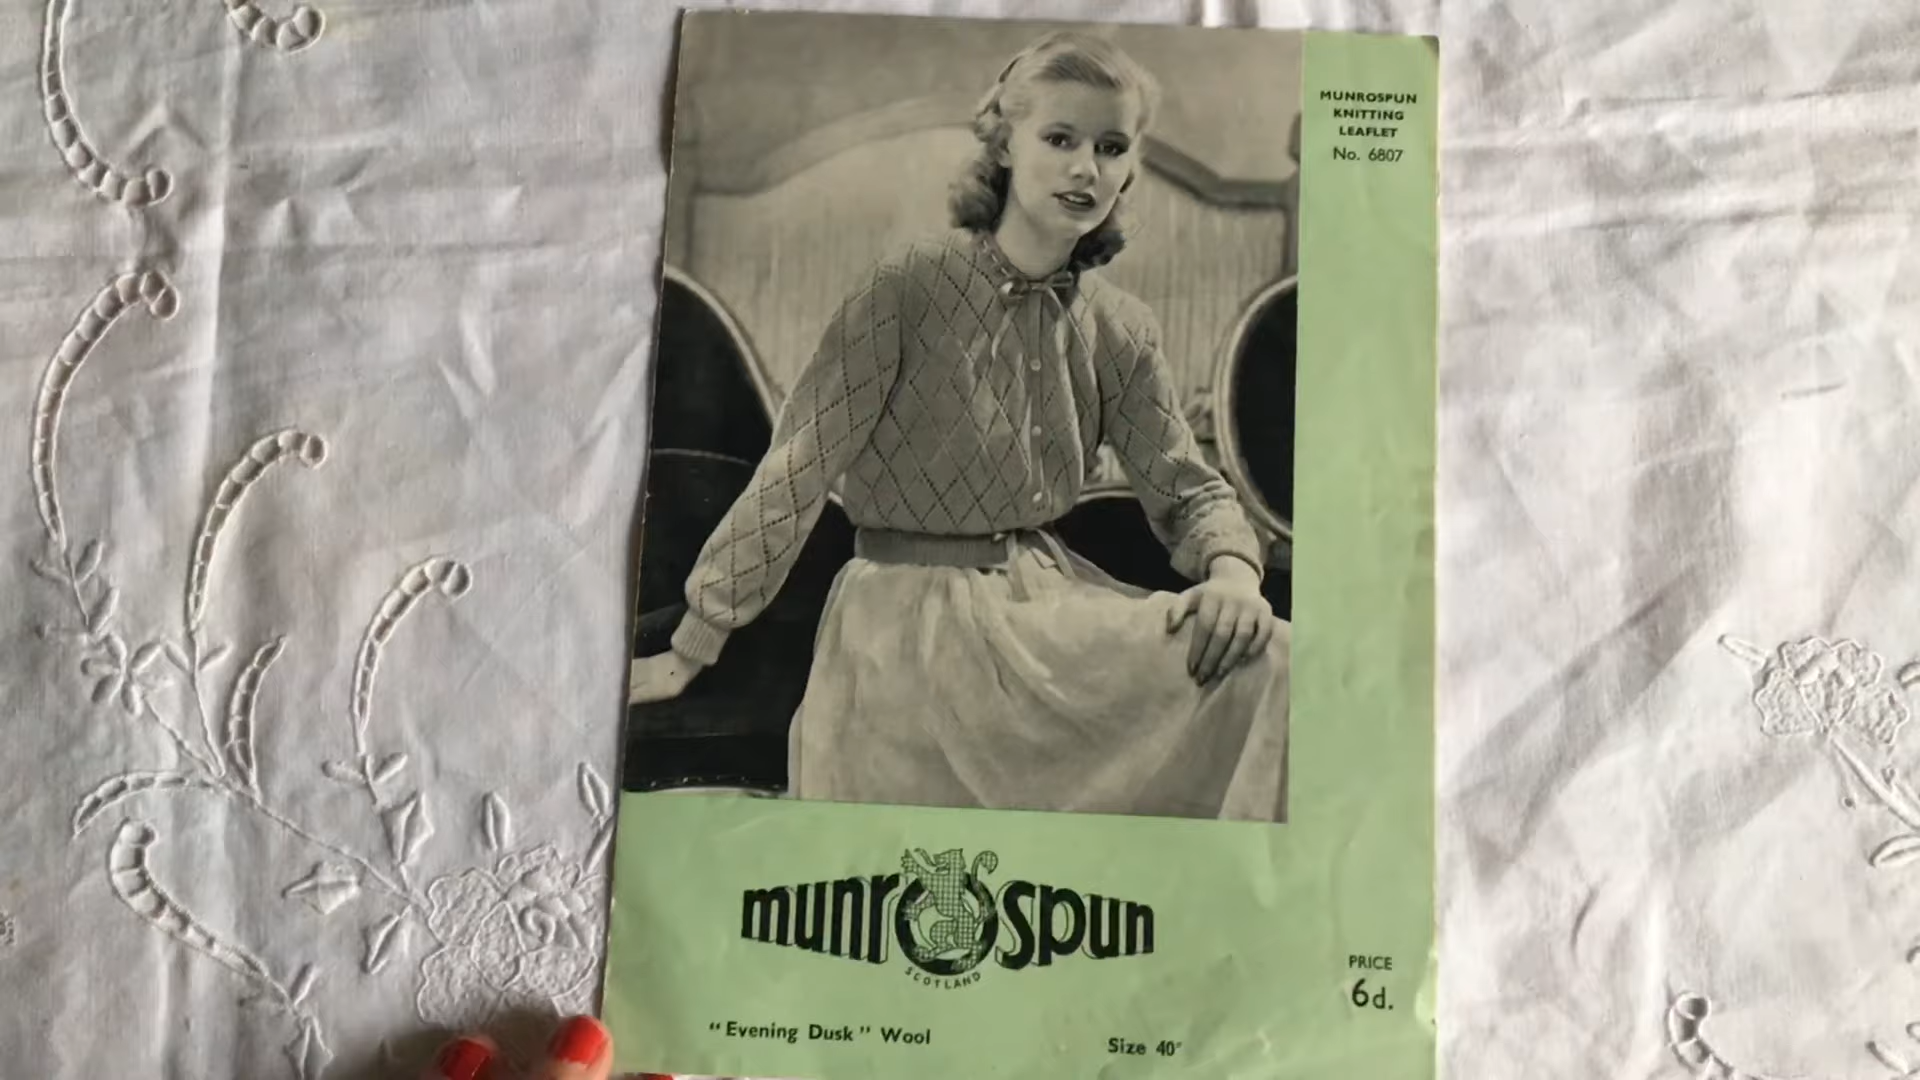 MUNROSPUN
KNITTING
LEAFLET
No. 6807
munrospun
SCOTLAND
PRICE
6d.
"Evening Dusk" Wool
Size 40"